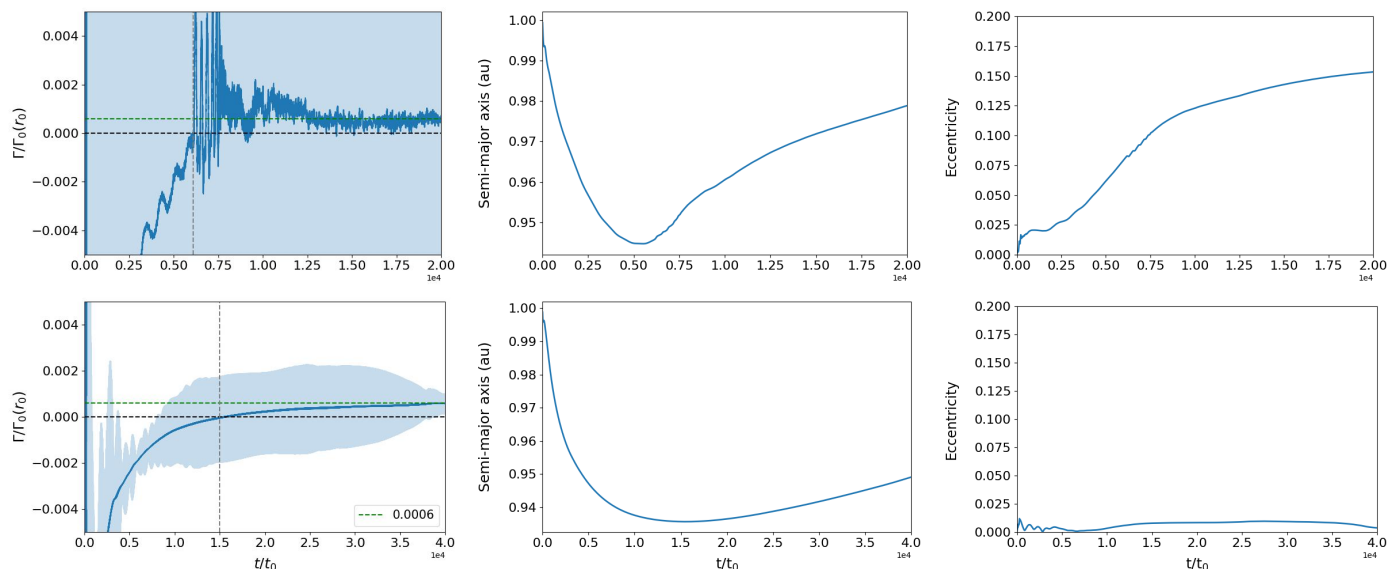 Γ/Γ₀(r₀)
0.004
0.002
0.000
−0.002
−0.004
0.00 0.25 0.50 0.75 1.00 1.25 1.50 1.75 2.00
1e4
Semi-major axis (au)
1.00
0.99
0.98
0.97
0.96
0.95
0.00 0.25 0.50 0.75 1.00 1.25 1.50 1.75 2.00
1e4
Eccentricity
0.200
0.175
0.150
0.125
0.100
0.075
0.050
0.025
0.000
0.00 0.25 0.50 0.75 1.00 1.25 1.50 1.75 2.00
1e4
Γ/Γ₀(r₀)
0.004
0.002
0.000
−0.002
−0.004
0.0006
0.0 0.5 1.0 1.5 2.0 2.5 3.0 3.5 4.0
1e4
t/t₀
Semi-major axis (au)
1.00
0.99
0.98
0.97
0.96
0.95
0.94
0.0 0.5 1.0 1.5 2.0 2.5 3.0 3.5 4.0
1e4
t/t₀
Eccentricity
0.200
0.175
0.150
0.125
0.100
0.075
0.050
0.025
0.000
0.0 0.5 1.0 1.5 2.0 2.5 3.0 3.5 4.0
1e4
t/t₀